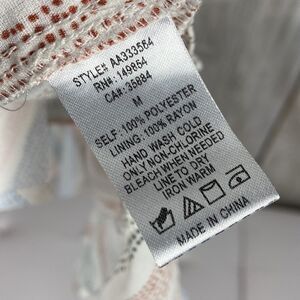 STYLE# AA333564
RN#: 149854
CA#: 35884
M
SELF: 100% POLYESTER
LINING: 100% RAYON
HAND WASH COLD
ONLY NON-CHLORINE
BLEACH WHEN NEEDED
LINE TO DRY
IRON WARM
MADE IN CHINA